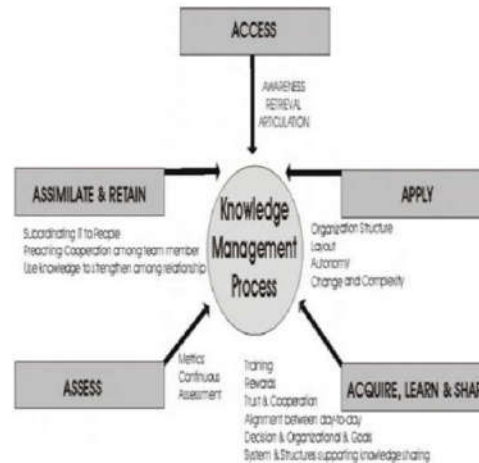 ACCESS
AWARENESS
RETRIEVAL
ARTICULATION
ASSIMILATE & RETAIN
Subordinating IT to People
Preaching Cooperation among team member
Use knowledge to strengthen among relationship
Knowledge
Management
Process
APPLY
Organization Structure
Layout
Autonomy
Change and Complexity
ASSESS
Metrics
Continuous
Assessment
Training
Rewards
Trust & Cooperation
Alignment between day-to-day
Decision & Organizational & Goals
System & Structures supporting knowledge sharing
ACQUIRE, LEARN & SHAR